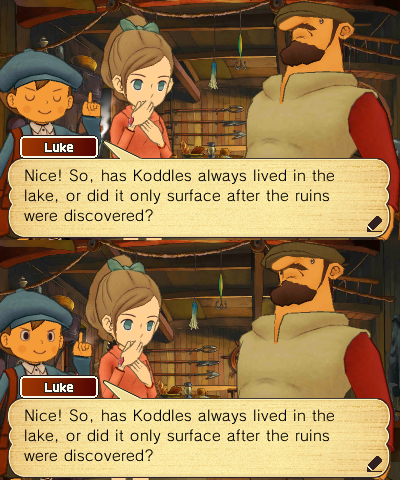 Luke
Nice! So, has Koddles always lived in the
lake, or did it only surface after the ruins
were discovered?
Luke
Nice! So, has Koddles always lived in the
lake, or did it only surface after the ruins
were discovered?